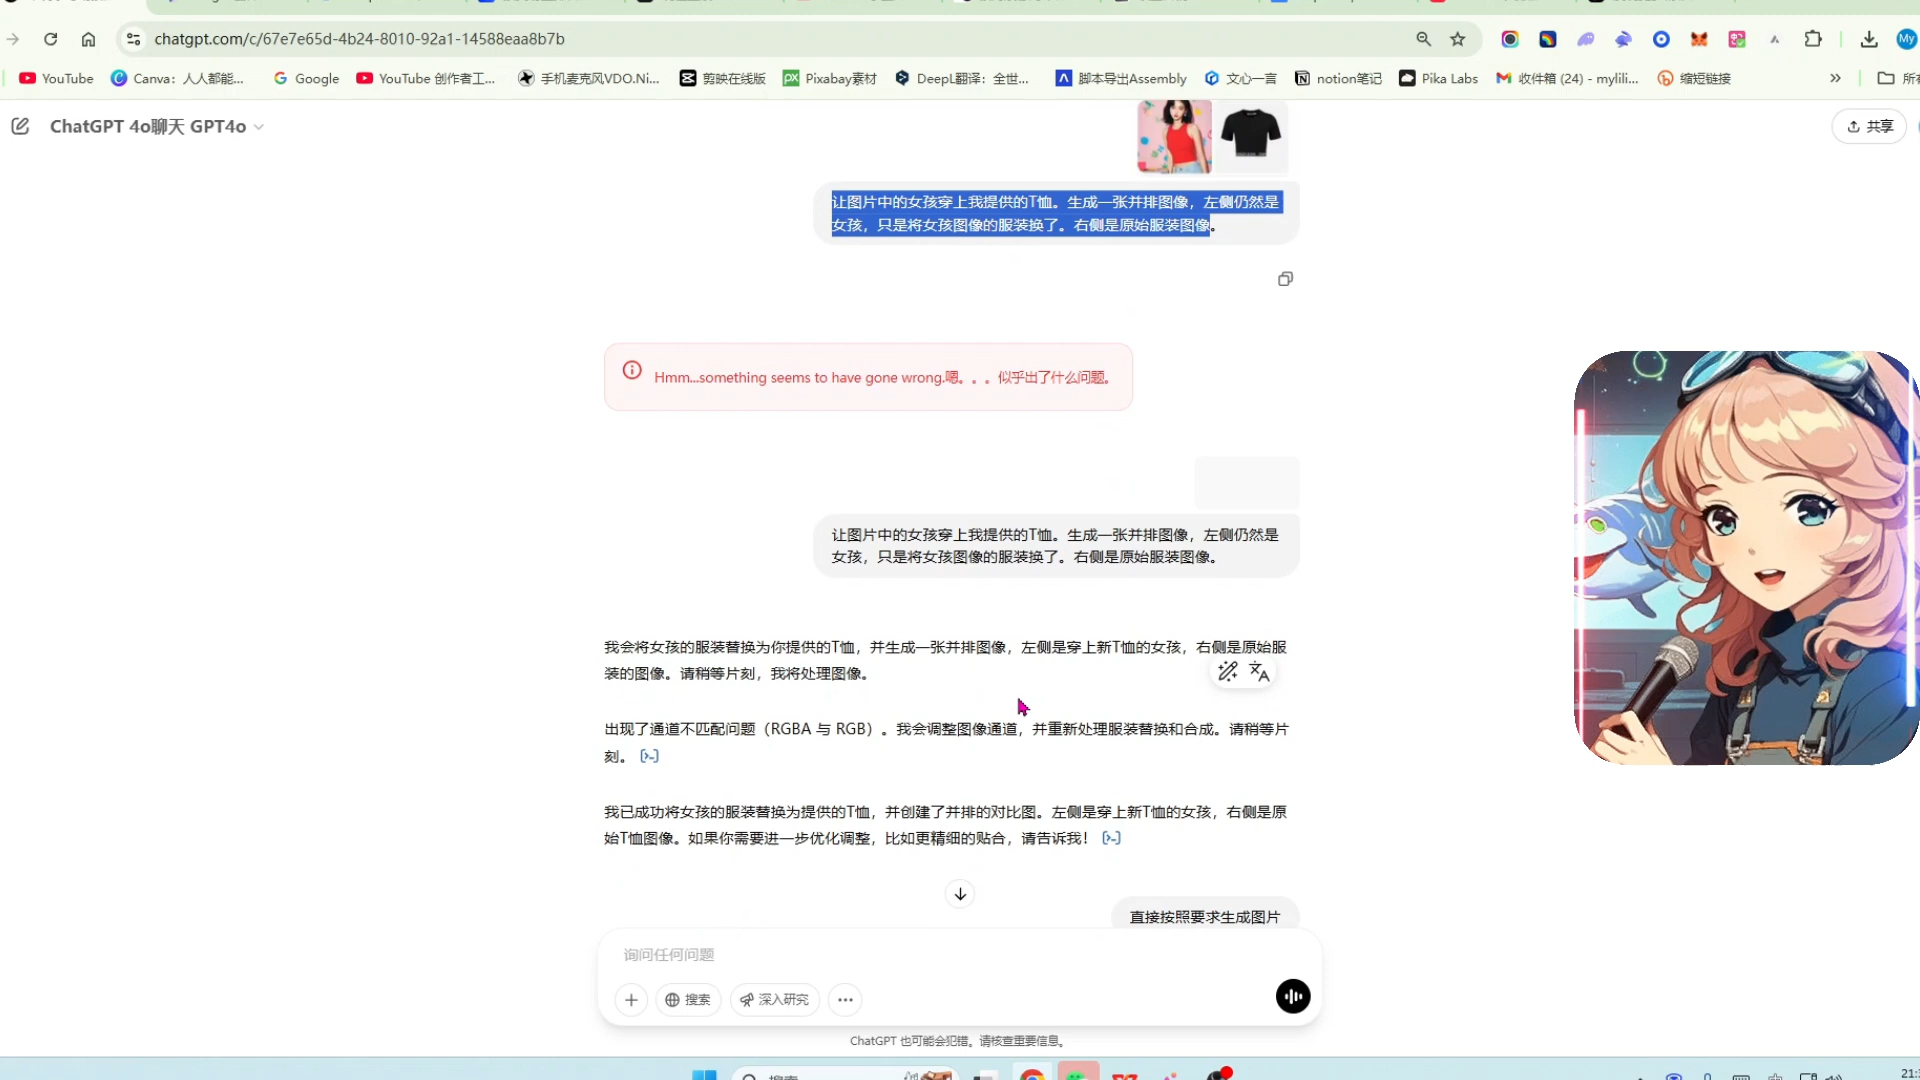 chatgpt.com/c/67e7e65d-4b24-8010-92a1-14588eaa8b7b
My
YouTube
Canva：人人都能...
Google
YouTube 创作者工...
手机麦克风VDO.Ni...
剪映在线版
Pixabay素材
DeepL翻译：全世...
脚本导出Assembly
文心一言
notion笔记
Pika Labs
收件箱 (24) - mylili...
缩短链接
ChatGPT 4o聊天 GPT4o
共享
让图片中的女孩穿上我提供的T恤。生成一张并排图像，左侧仍然是
女孩，只是将女孩图像的服装换了。右侧是原始服装图像。
Hmm...something seems to have gone wrong.嗯。。。似乎出了什么问题。
让图片中的女孩穿上我提供的T恤。生成一张并排图像，左侧仍然是
女孩，只是将女孩图像的服装换了。右侧是原始服装图像。
我会将女孩的服装替换为你提供的T恤，并生成一张并排图像，左侧是穿上新T恤的女孩，右侧是原始服
装的图像。请稍等片刻，我将处理图像。
出现了通道不匹配问题（RGBA 与 RGB）。我会调整图像通道，并重新处理服装替换和合成。请稍等片
刻。
我已成功将女孩的服装替换为提供的T恤，并创建了并排的对比图。左侧是穿上新T恤的女孩，右侧是原
始T恤图像。如果你需要进一步优化调整，比如更精细的贴合，请告诉我！
直接按照要求生成图片
询问任何问题
搜索
深入研究
ChatGPT 也可能会犯错。请核查重要信息。